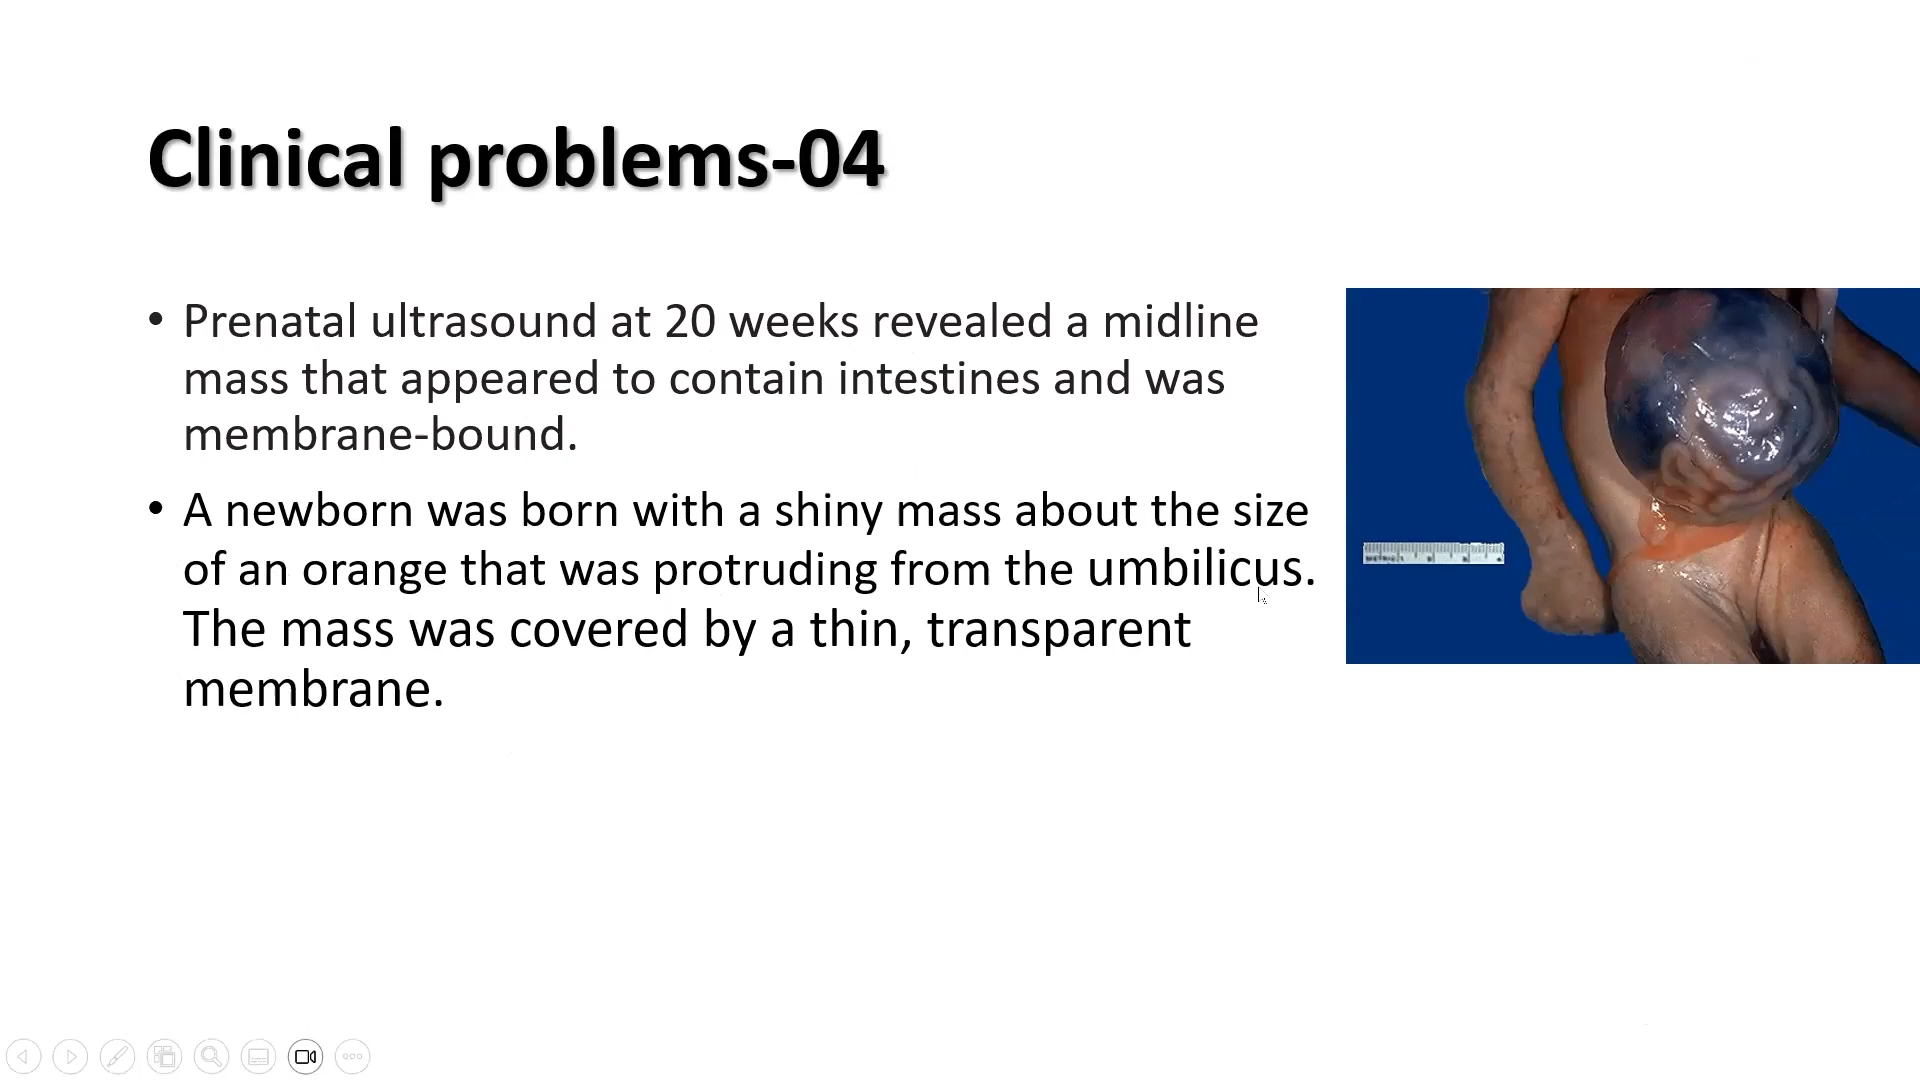 Clinical problems-04
• Prenatal ultrasound at 20 weeks revealed a midline
mass that appeared to contain intestines and was
membrane-bound.
• A newborn was born with a shiny mass about the size
of an orange that was protruding from the umbilicus.
The mass was covered by a thin, transparent
membrane.